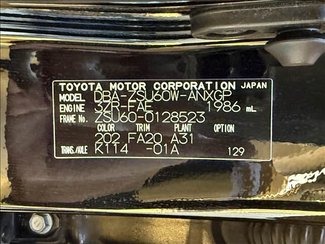 TOYOTA MOTOR CORPORATION JAPAN
MODEL DBA-ZSU60W-ANXGP
ENGINE 3ZR-FAE 1986 mL
FRAME No. ZSU60-0128523
COLOR TRIM PLANT
202 FA20 A31
TRANS./AXLE K114 -01A 129